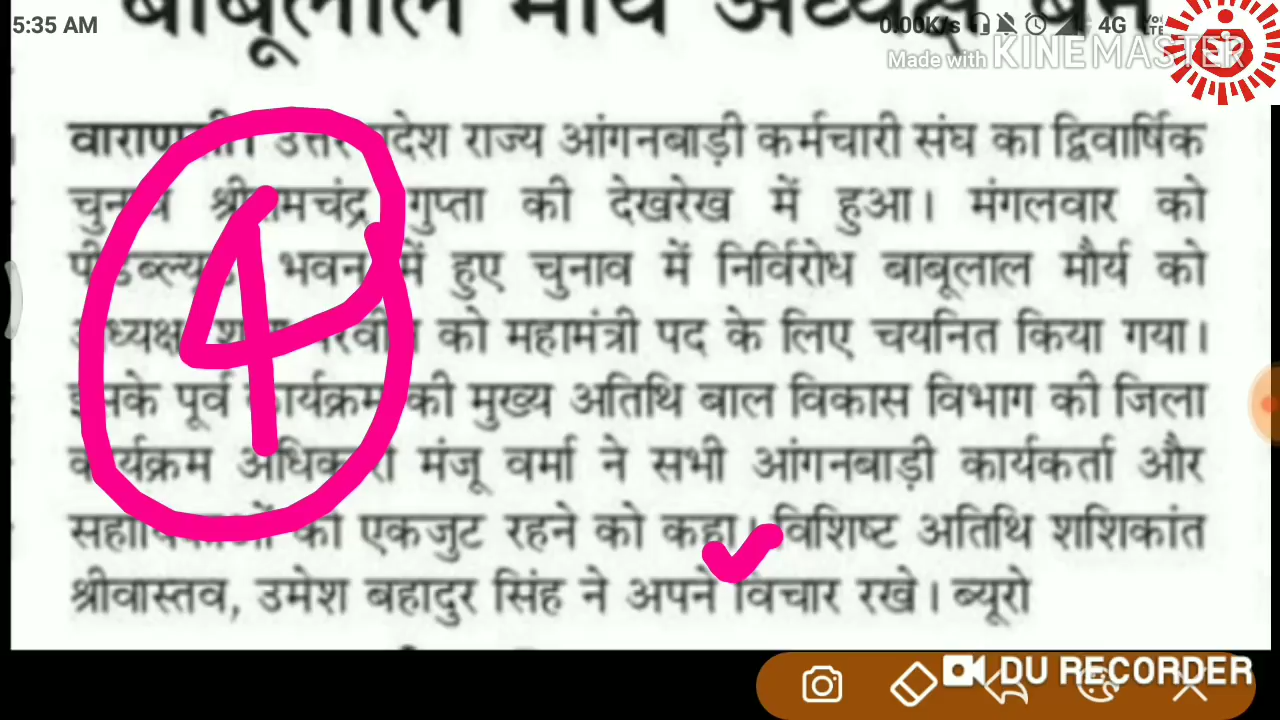 5:35 AM
0.00K/s 4G
बाबूलाल मौर्य अध्यक्ष बने
Made with KINEMASTER
वाराणसी। उत्तर प्रदेश राज्य आंगनबाड़ी कर्मचारी संघ का द्विवार्षिक
चुनाव श्रीरामचंद्र गुप्ता की देखरेख में हुआ। मंगलवार को
पीडब्ल्यूडी भवन में हुए चुनाव में निर्विरोध बाबूलाल मौर्य को
अध्यक्ष को महामंत्री पद के लिए चयनित किया गया।
इसके पूर्व कार्यक्रम की मुख्य अतिथि बाल विकास विभाग की जिला
कार्यक्रम अधिकारी मंजू वर्मा ने सभी आंगनबाड़ी कार्यकर्ता और
सहायिकाओं को एकजुट रहने को कहा। विशिष्ट अतिथि शशिकांत
श्रीवास्तव, उमेश बहादुर सिंह ने अपने विचार रखे। ब्यूरो
4
DU RECORDER